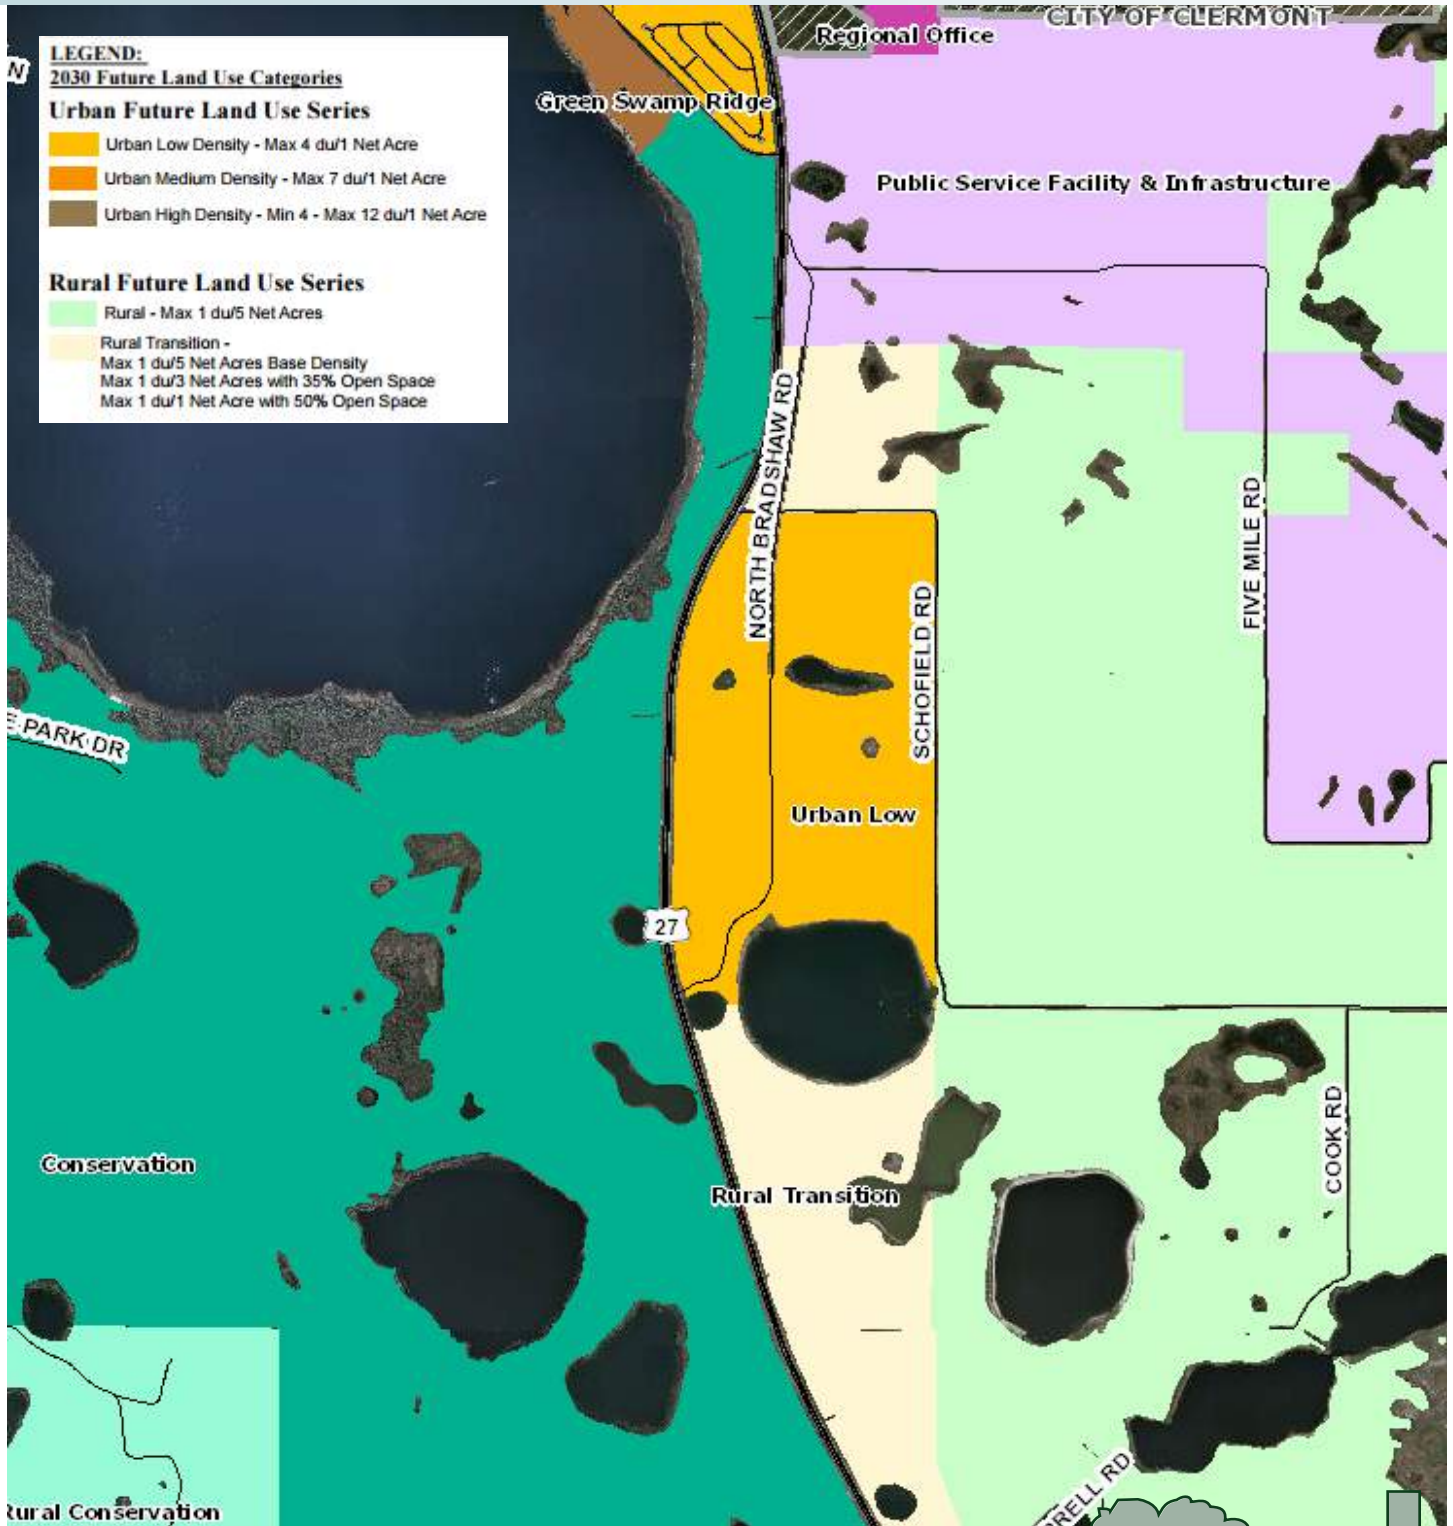 CITY OF CLERMONT
Regional Office
LEGEND:
2030 Future Land Use Categories
Urban Future Land Use Series
Urban Low Density - Max 4 du/1 Net Acre
Urban Medium Density - Max 7 du/1 Net Acre
Urban High Density - Min 4 - Max 12 du/1 Net Acre
Rural Future Land Use Series
Rural - Max 1 du/5 Net Acres
Rural Transition -
Max 1 du/5 Net Acres Base Density
Max 1 du/3 Net Acres with 35% Open Space
Max 1 du/1 Net Acre with 50% Open Space
N
Green Swamp Ridge
Public Service Facility & Infrastructure
NORTH BRADSHAW RD
FIVE MILE RD
SCHOFIELD RD
E PARK DR
Urban Low
27
COOK RD
Conservation
Rural Transition
RRELL RD
Rural Conservation